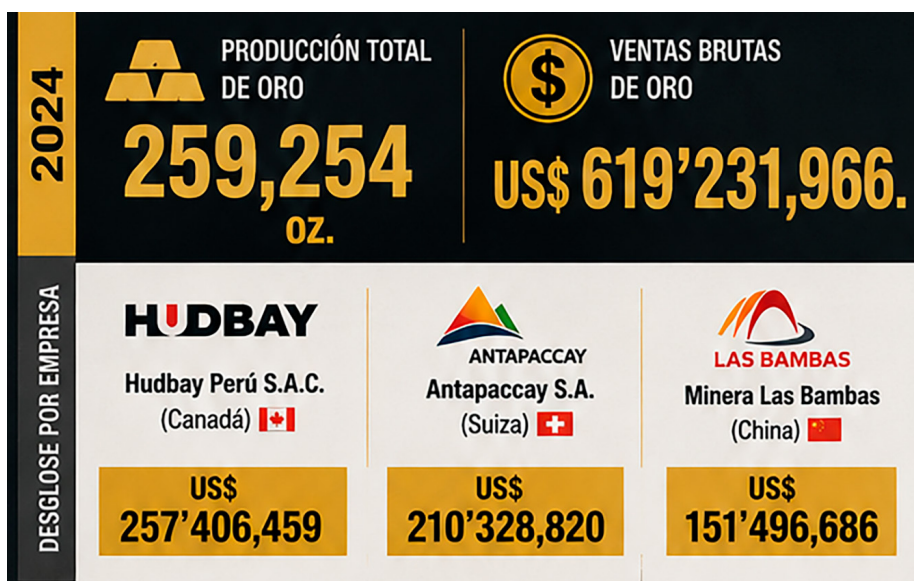 2024
PRODUCCIÓN TOTAL
DE ORO
259,254
OZ.
$
VENTAS BRUTAS
DE ORO
US$ 619’231,966.
DESGLOSE POR EMPRESA
HUDBAY
Hudbay Perú S.A.C.
(Canadá)
US$
257’406,459
ANTAPACCAY
Antapaccay S.A.
(Suiza)
US$
210’328,820
LAS BAMBAS
Minera Las Bambas
(China)
US$
151’496,686